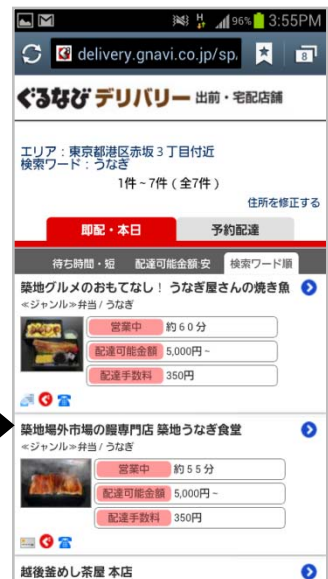 H 96% 3:55PM
delivery.gnavi.co.jp/sp. 8
ぐるなび デリバリー 出前・宅配店舗
エリア：東京都港区赤坂３丁目付近
検索ワード：うなぎ
1件～7件 ( 全7件 )
住所を修正する
即配・本日 予約配達
待ち時間・短 配達可能金額:安 検索ワード順
築地グルメのおもてなし！ うなぎ屋さんの焼き魚
≪ジャンル≫弁当 / うなぎ
営業中 約６０分
配達可能金額 5,000円～
配達手数料 350円
築地場外市場の鰻専門店 築地うなぎ食堂
≪ジャンル≫弁当 / うなぎ
営業中 約５５分
配達可能金額 5,000円～
配達手数料 350円
越後釜めし茶屋 本店